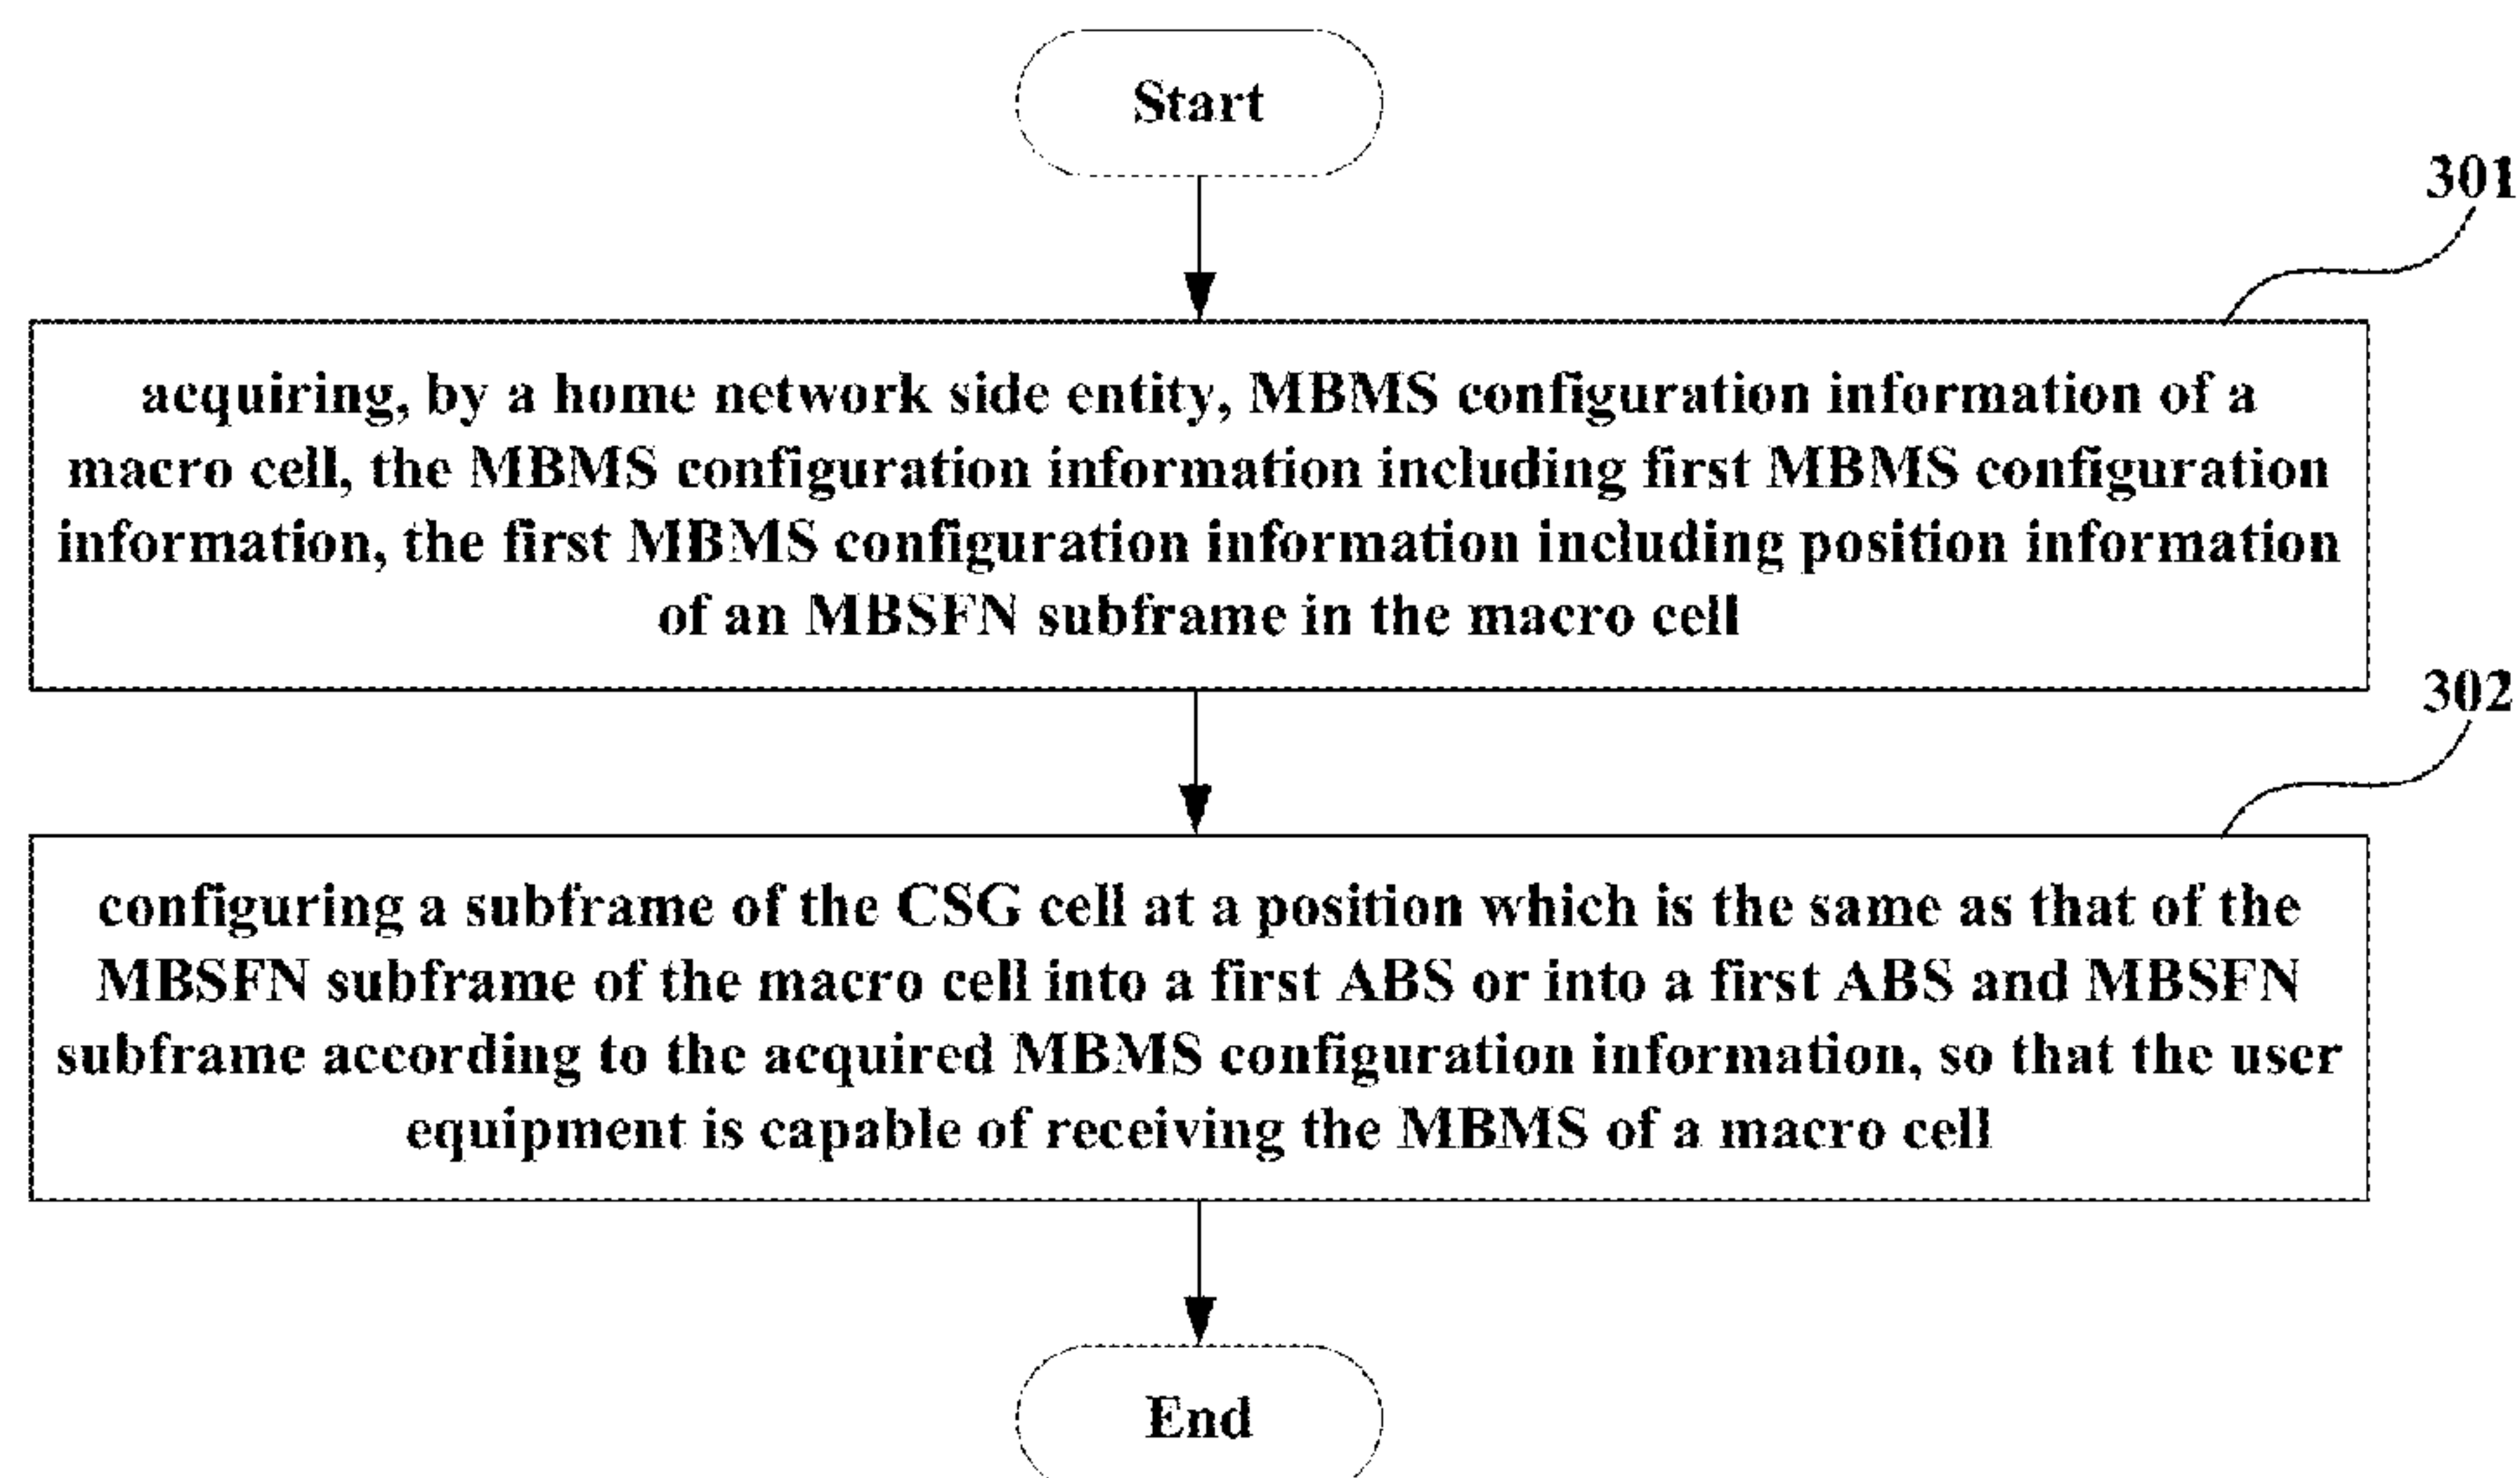 Start
301
acquiring, by a home network side entity, MBMS configuration information of a
macro cell, the MBMS configuration information including first MBMS configuration
information, the first MBMS configuration information including position information
of an MBSFN subframe in the macro cell
302
configuring a subframe of the CSG cell at a position which is the same as that of the
MBSFN subframe of the macro cell into a first ABS or into a first ABS and MBSFN
subframe according to the acquired MBMS configuration information, so that the user
equipment is capable of receiving the MBMS of a macro cell
End